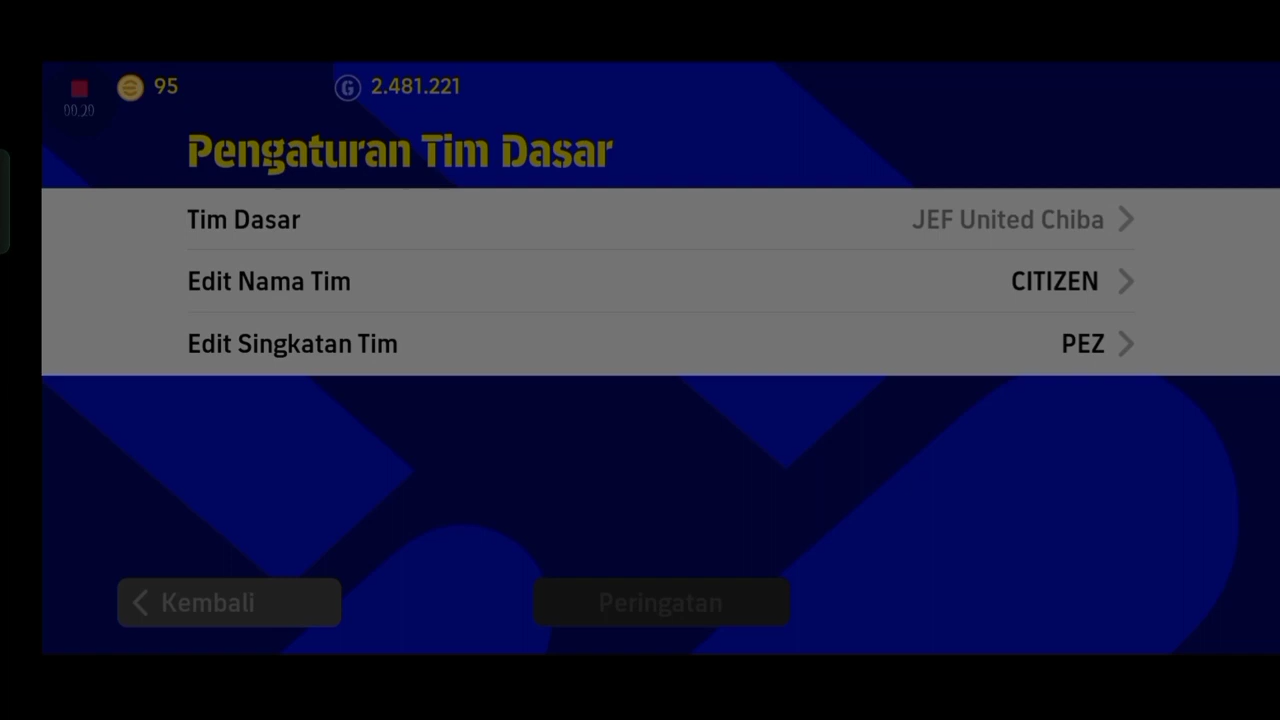 95
2.481.221
00.29
Pengaturan Tim Dasar
Tim Dasar
JEF United Chiba
Edit Nama Tim
CITIZEN
Edit Singkatan Tim
PEZ
Kembali
Peringatan